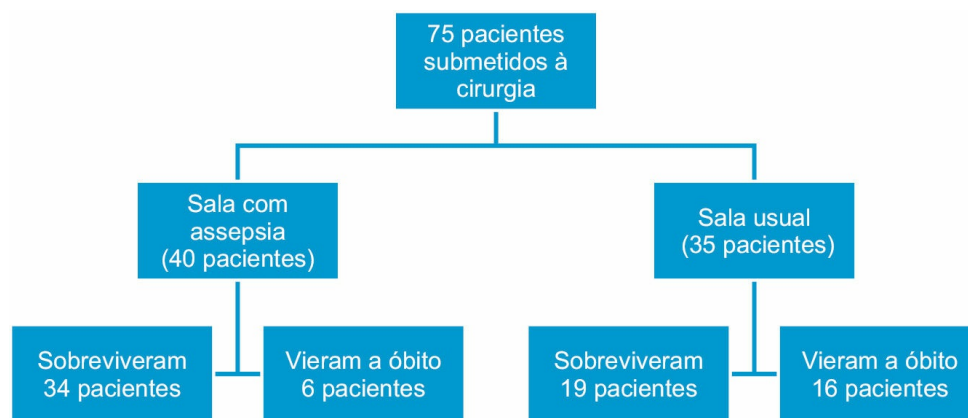 75 pacientes
submetidos à
cirurgia
Sala com
assepsia
(40 pacientes)
Sala usual
(35 pacientes)
Sobreviveram
34 pacientes
Vieram a óbito
6 pacientes
Sobreviveram
19 pacientes
Vieram a óbito
16 pacientes